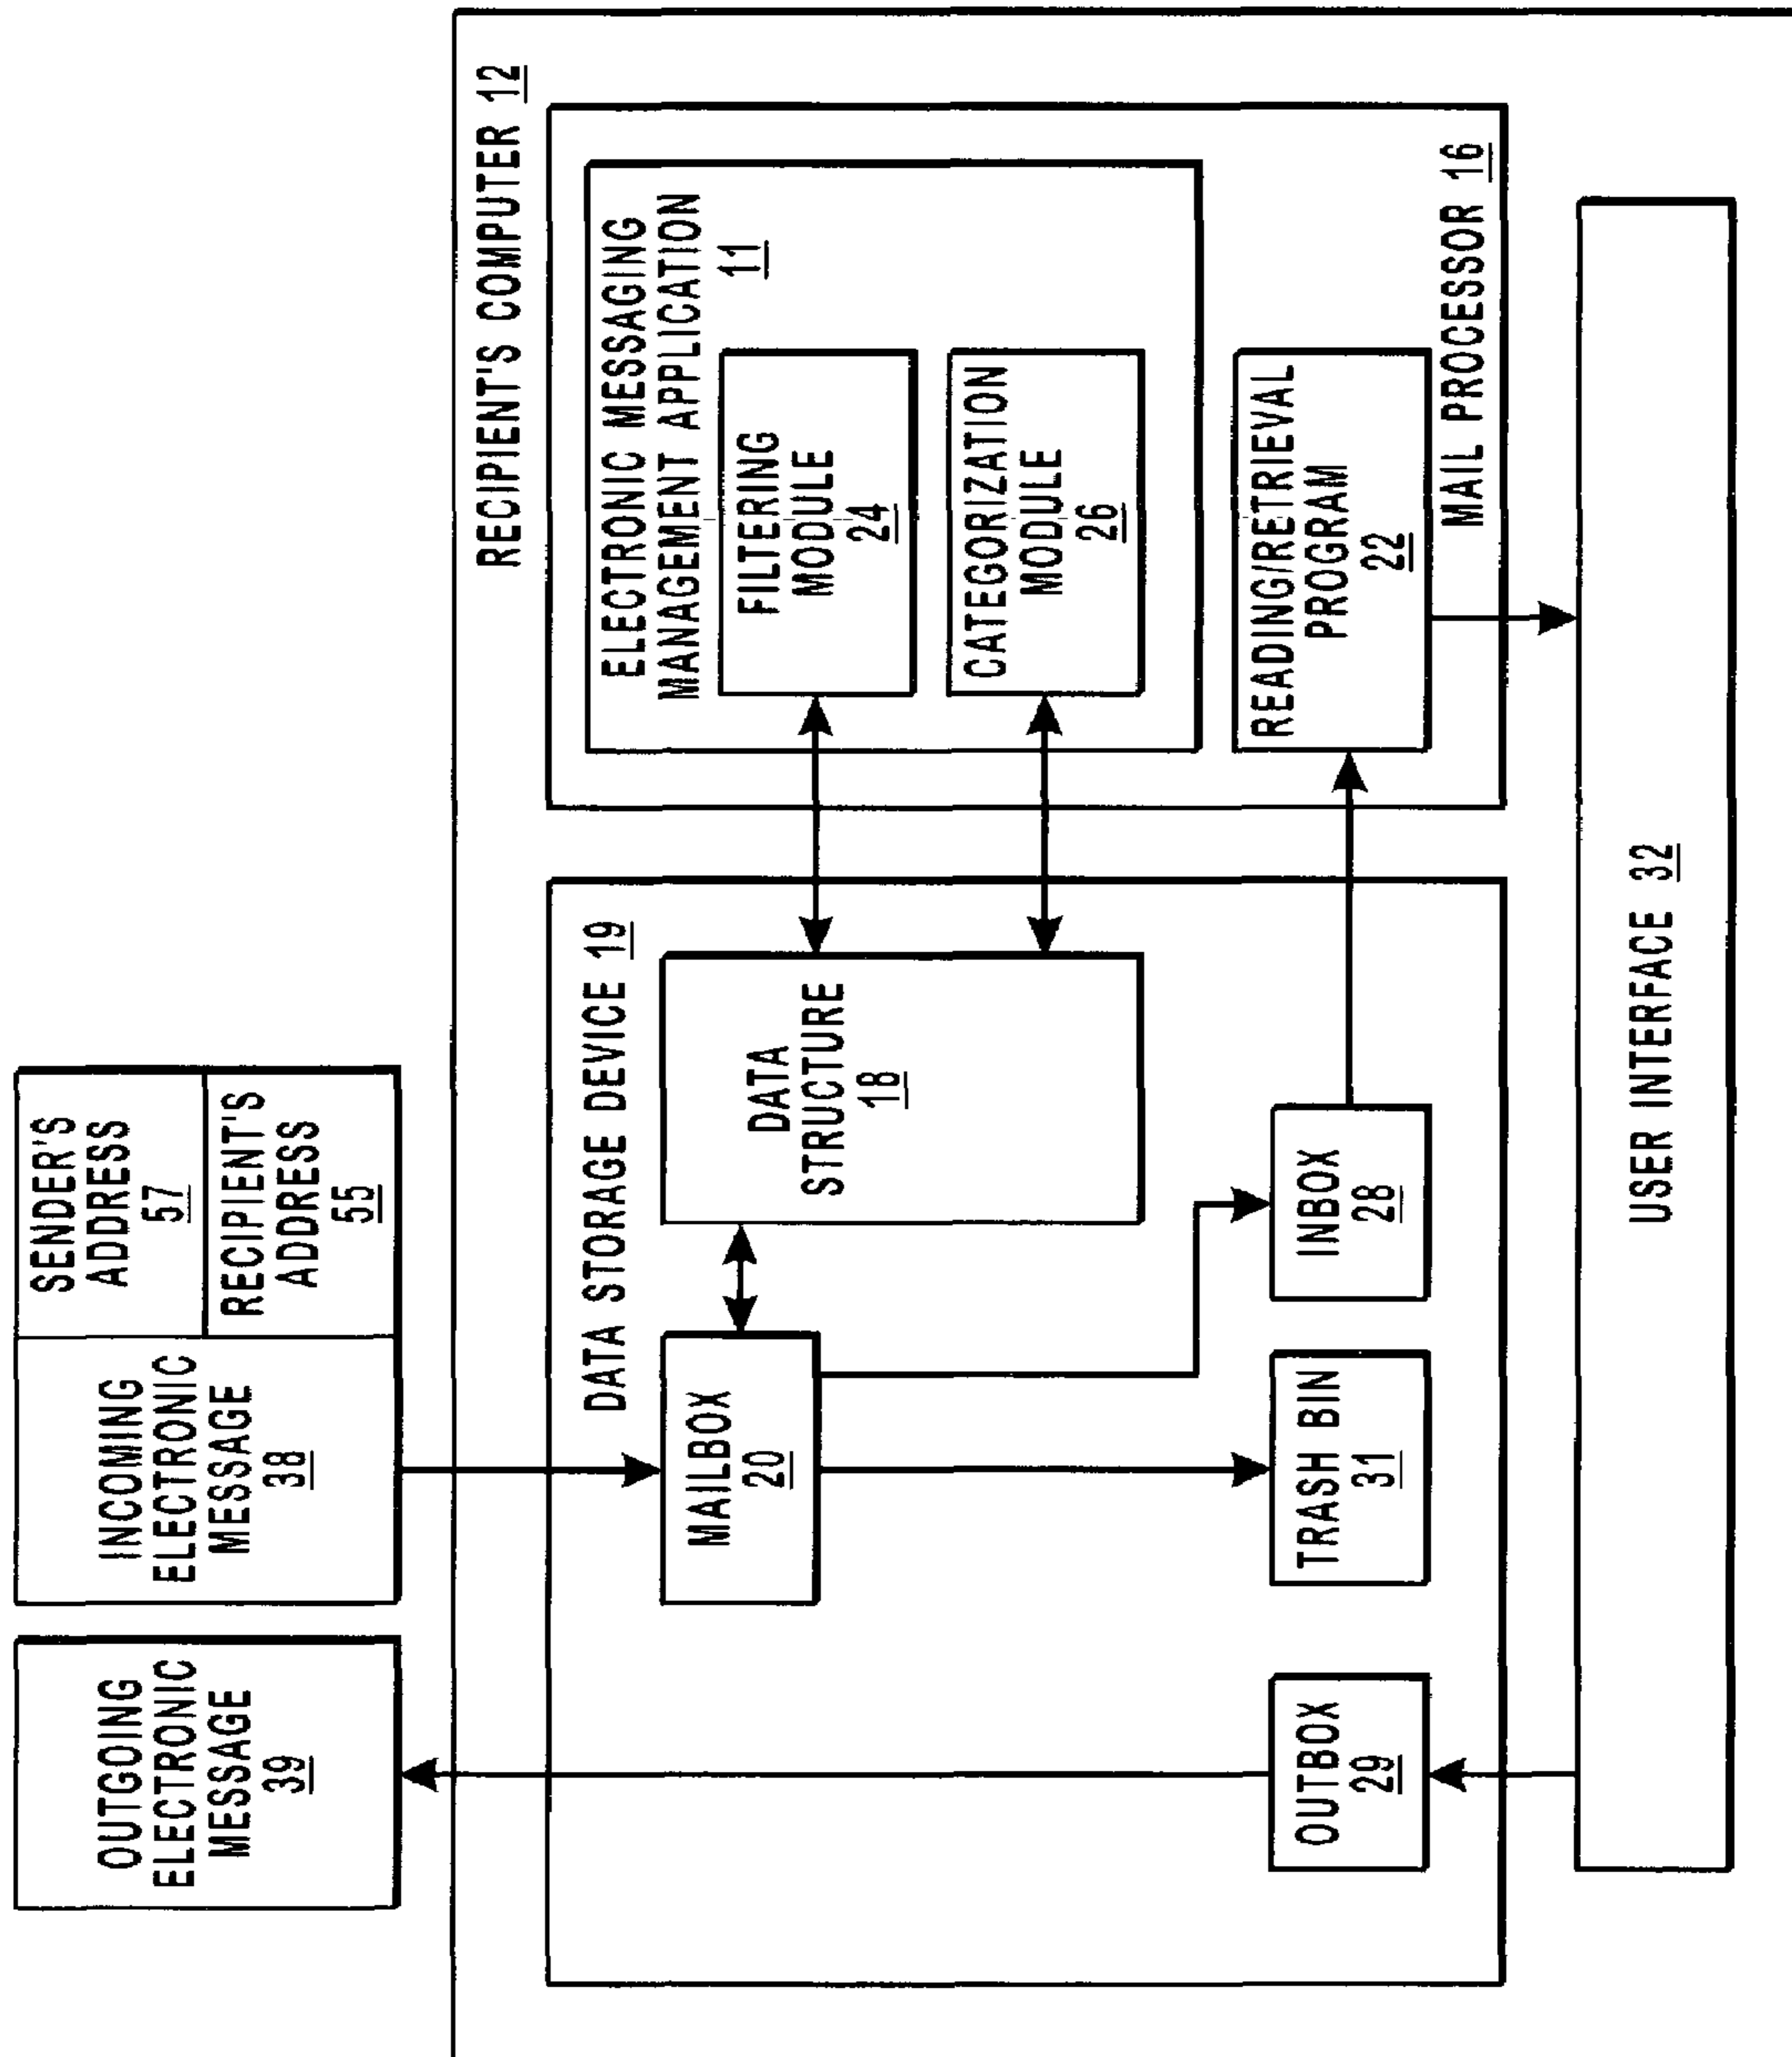 OUTGOING
ELECTRONIC
MESSAGE
39
INCOMING
ELECTRONIC
MESSAGE
38
SENDER'S
ADDRESS
57
RECIPIENT'S
ADDRESS
55
RECIPIENT'S COMPUTER 12
DATA STORAGE DEVICE 19
MAILBOX
20
DATA
STRUCTURE
18
OUTBOX
29
TRASH BIN
31
INBOX
28
ELECTRONIC MESSAGING
MANAGEMENT APPLICATION
11
FILTERING
MODULE
24
CATEGORIZATION
MODULE
26
READING/RETRIEVAL
PROGRAM
22
MAIL PROCESSOR 16
USER INTERFACE 32